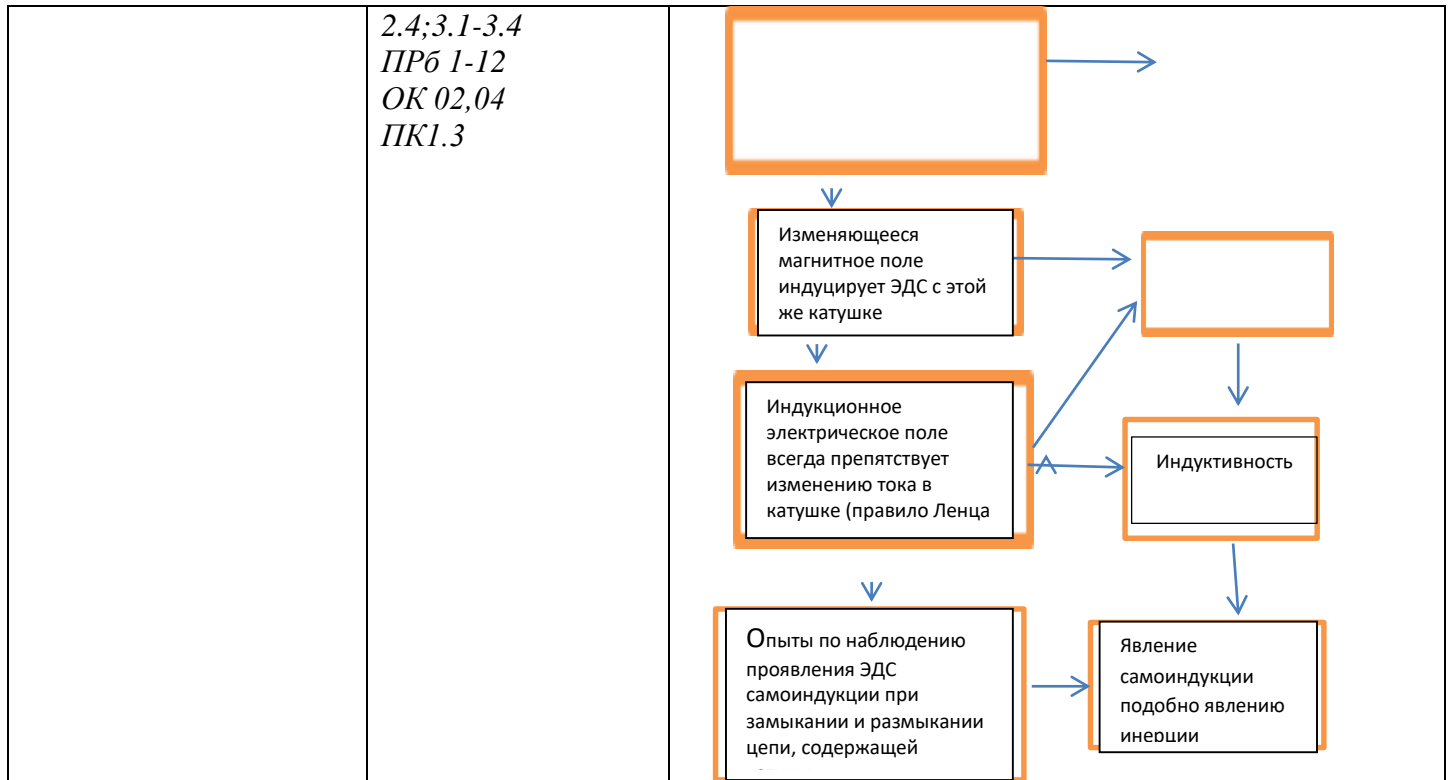 2.4;3.1-3.4
ПРб 1-12
ОК 02,04
ПК1.3
Изменяющееся
магнитное поле
индуцирует ЭДС с этой
же катушке
Индукционное
электрическое поле
всегда препятствует
изменению тока в
катушке (правило Ленца
Индуктивность
Опыты по наблюдению
проявления ЭДС
самоиндукции при
замыкании и размыкании
цепи, содержащей
Явление
самоиндукции
подобно явлению
инерции